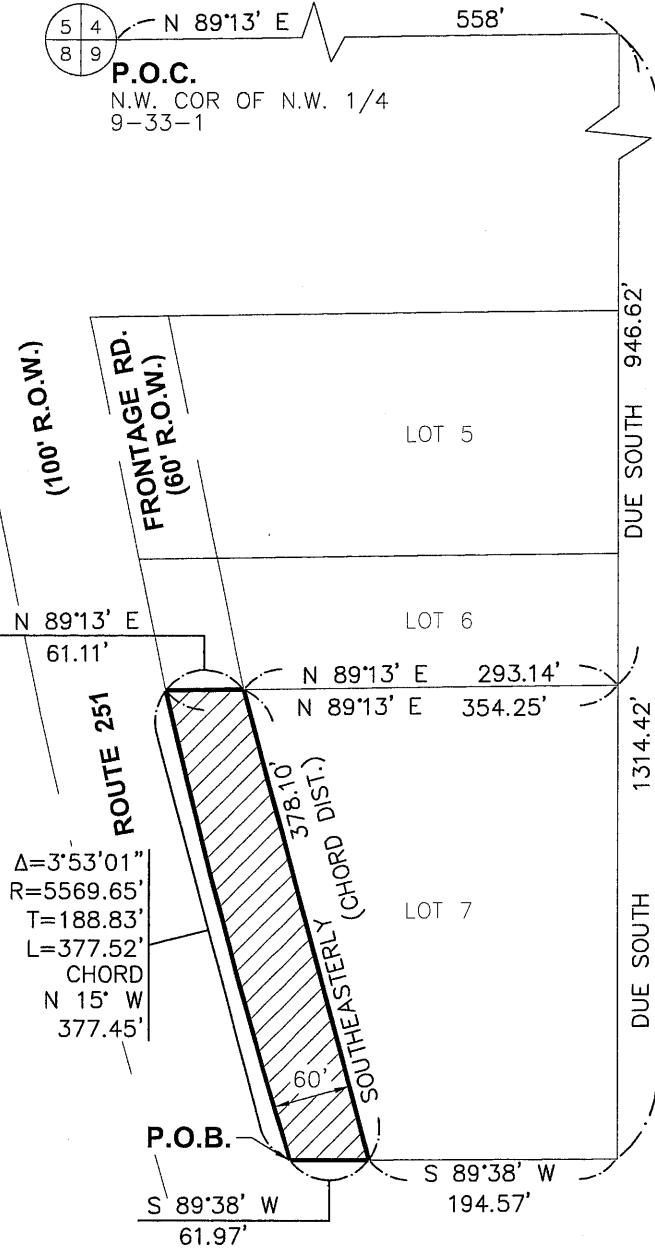 5 4
8 9
N 89°13' E 558'
P.O.C.
N.W. COR OF N.W. 1/4
9-33-1
946.62'
DUE SOUTH
(100' R.O.W.)
FRONTAGE RD.
(60' R.O.W.)
LOT 5
LOT 6
N 89°13' E
61.11'
N 89°13' E 293.14'
N 89°13' E 354.25'
ROUTE 251
1314.42'
DUE SOUTH
378.10'
SOUTHEASTERLY (CHORD DIST.)
Δ=3°53'01"
R=5569.65'
T=188.83'
L=377.52'
CHORD
N 15° W
377.45'
LOT 7
60'
P.O.B.
S 89°38' W
194.57'
S 89°38' W
61.97'